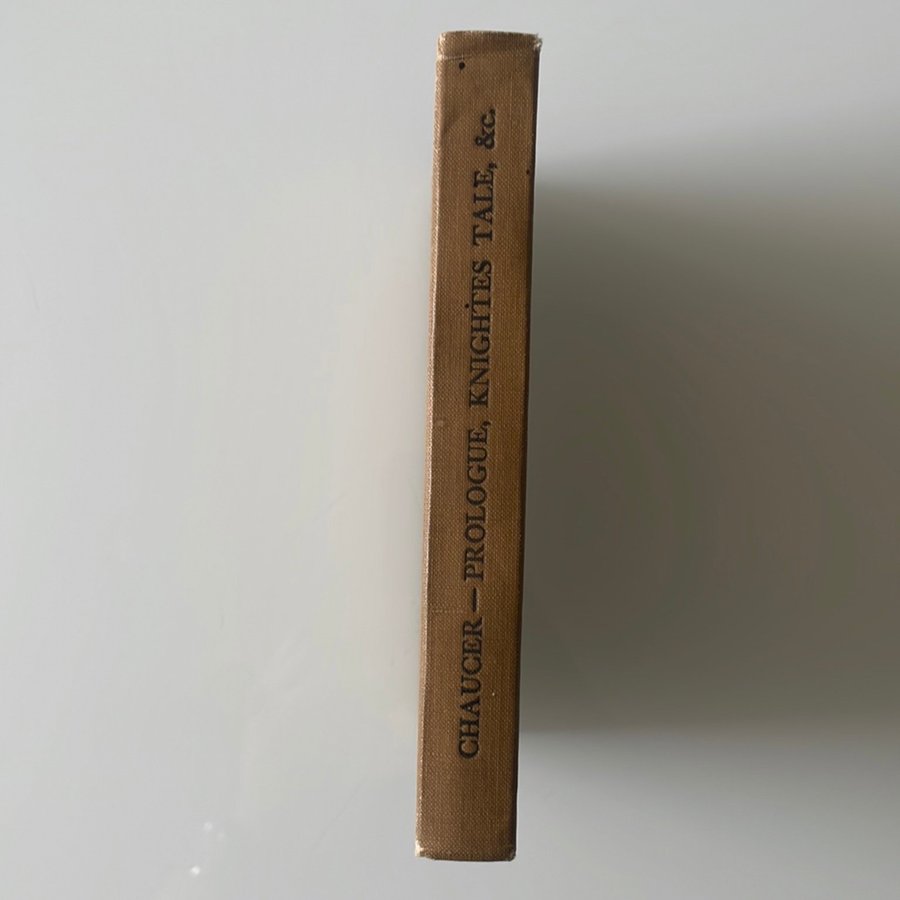 CHAUCER — PROLOGUE, KNIGHTES TALE, &c.